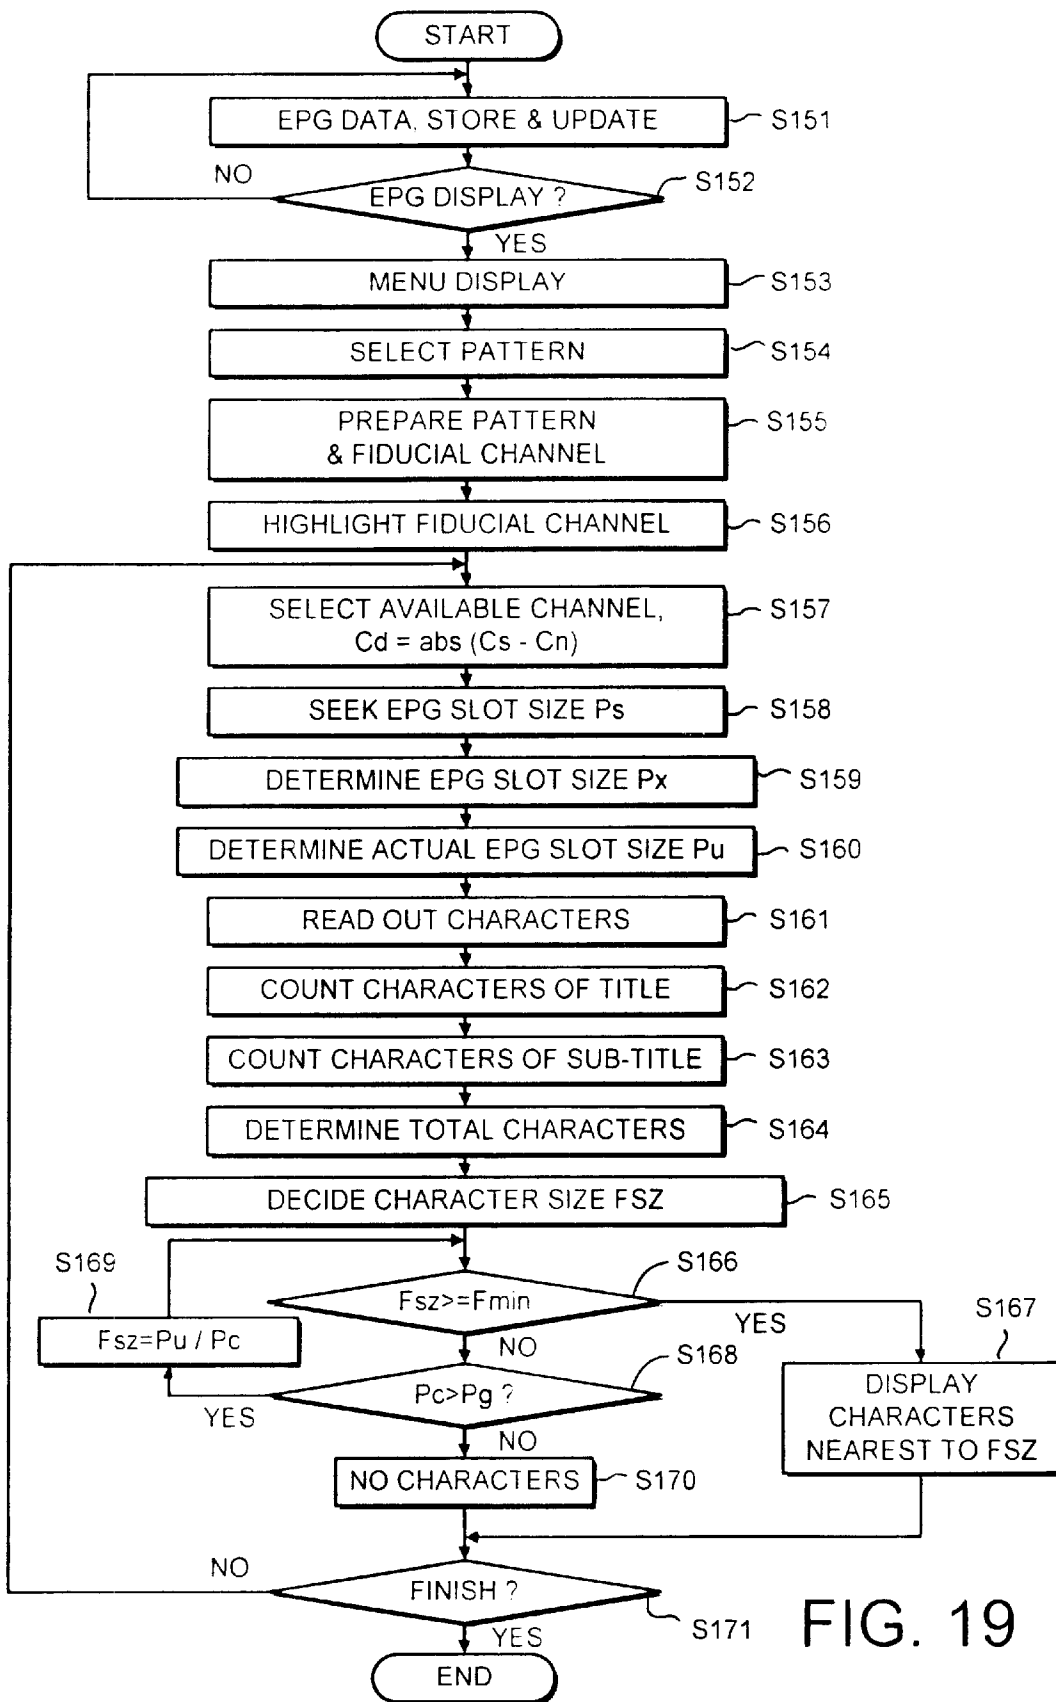 START
EPG DATA, STORE & UPDATE
S151
NO
EPG DISPLAY ?
S152
YES
MENU DISPLAY
S153
SELECT PATTERN
S154
PREPARE PATTERN
& FIDUCIAL CHANNEL
S155
HIGHLIGHT FIDUCIAL CHANNEL
S156
SELECT AVAILABLE CHANNEL,
Cd = abs (Cs - Cn)
S157
SEEK EPG SLOT SIZE Ps
S158
DETERMINE EPG SLOT SIZE Px
S159
DETERMINE ACTUAL EPG SLOT SIZE Pu
S160
READ OUT CHARACTERS
S161
COUNT CHARACTERS OF TITLE
S162
COUNT CHARACTERS OF SUB-TITLE
S163
DETERMINE TOTAL CHARACTERS
S164
DECIDE CHARACTER SIZE FSZ
S165
S169
Fsz=Pu / Pc
Fsz>=Fmin
S166
YES
NO
S167
DISPLAY
CHARACTERS
NEAREST TO FSZ
Pc>Pg ?
S168
YES
NO
NO CHARACTERS
S170
NO
FINISH ?
S171
YES
END
FIG. 19